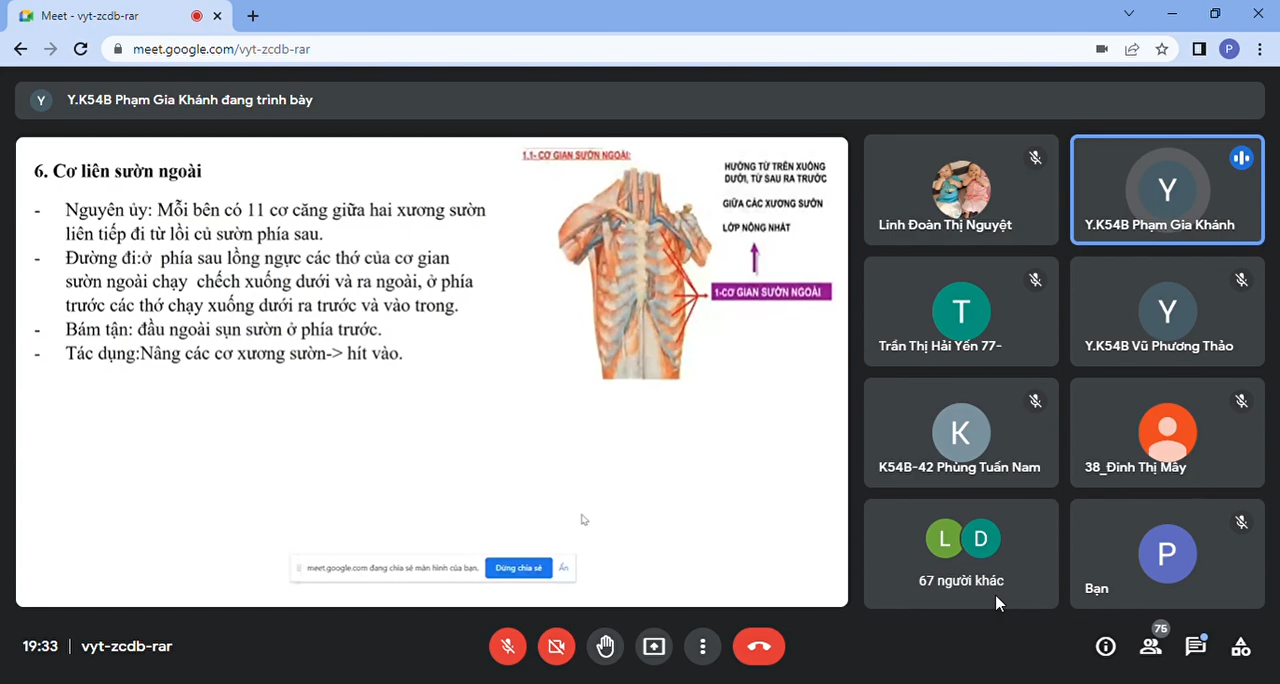 Meet - vyt-zcdb-rar
meet.google.com/vyt-zcdb-rar
P
Y
Y.K54B Phạm Gia Khánh đang trình bày
6. Cơ liên sườn ngoài
- Nguyên ủy: Mỗi bên có 11 cơ căng giữa hai xương sườn
liên tiếp đi từ lồi củ sườn phía sau.
- Đường đi:ở phía sau lồng ngực các thớ của cơ gian
sườn ngoài chạy chếch xuống dưới và ra ngoài, ở phía
trước các thớ chạy xuống dưới ra trước và vào trong.
- Bám tận: đầu ngoài sụn sườn ở phía trước.
- Tác dụng:Nâng các cơ xương sườn-> hít vào.
1.1- CƠ GIAN SƯỜN NGOÀI:
HƯỚNG TỪ TRÊN XUỐNG
DƯỚI, TỪ SAU RA TRƯỚC
GIỮA CÁC XƯƠNG SƯỜN
LỚP NÔNG NHẤT
1-CƠ GIAN SƯỜN NGOÀI
meet.google.com đang chia sẻ màn hình của bạn.
Dừng chia sẻ
Ẩn
Linh Đoàn Thị Nguyệt
Y
Y.K54B Phạm Gia Khánh
T
Trần Thị Hải Yến 77-
Y
Y.K54B Vũ Phương Thảo
K
K54B-42 Phùng Tuấn Nam
38_Đinh Thị Mây
L D
67 người khác
P
Bạn
19:33 | vyt-zcdb-rar
75